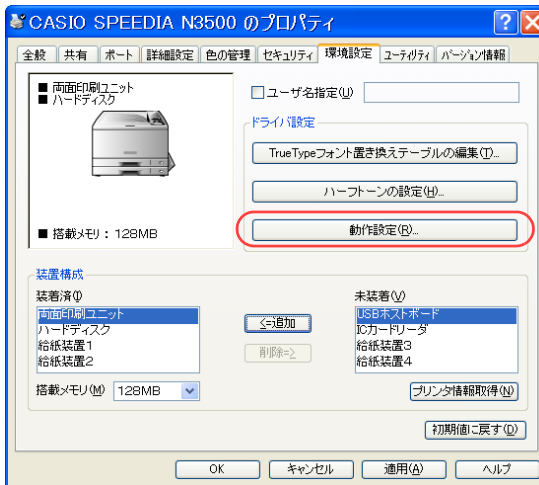 CASIO SPEEDIA N3500 のプロパティ
全般 共有 ポート 詳細設定 色の管理 セキュリティ 環境設定 ユーティリティ バージョン情報
■ 両面印刷ユニット
■ ハードディスク
■ 搭載メモリ：128MB
ユーザ名指定(U)
ドライバ設定
TrueTypeフォント置き換えテーブルの編集(T)...
ハーフトーンの設定(H)...
動作設定(R)...
装置構成
装着済(I)
両面印刷ユニット
ハードディスク
給紙装置1
給紙装置2
<=追加
削除=>
未装着(V)
USBホストボード
ICカードリーダ
給紙装置3
給紙装置4
搭載メモリ(M) 128MB
プリンタ情報取得(N)
初期値に戻す(D)
OK キャンセル 適用(A) ヘルプ